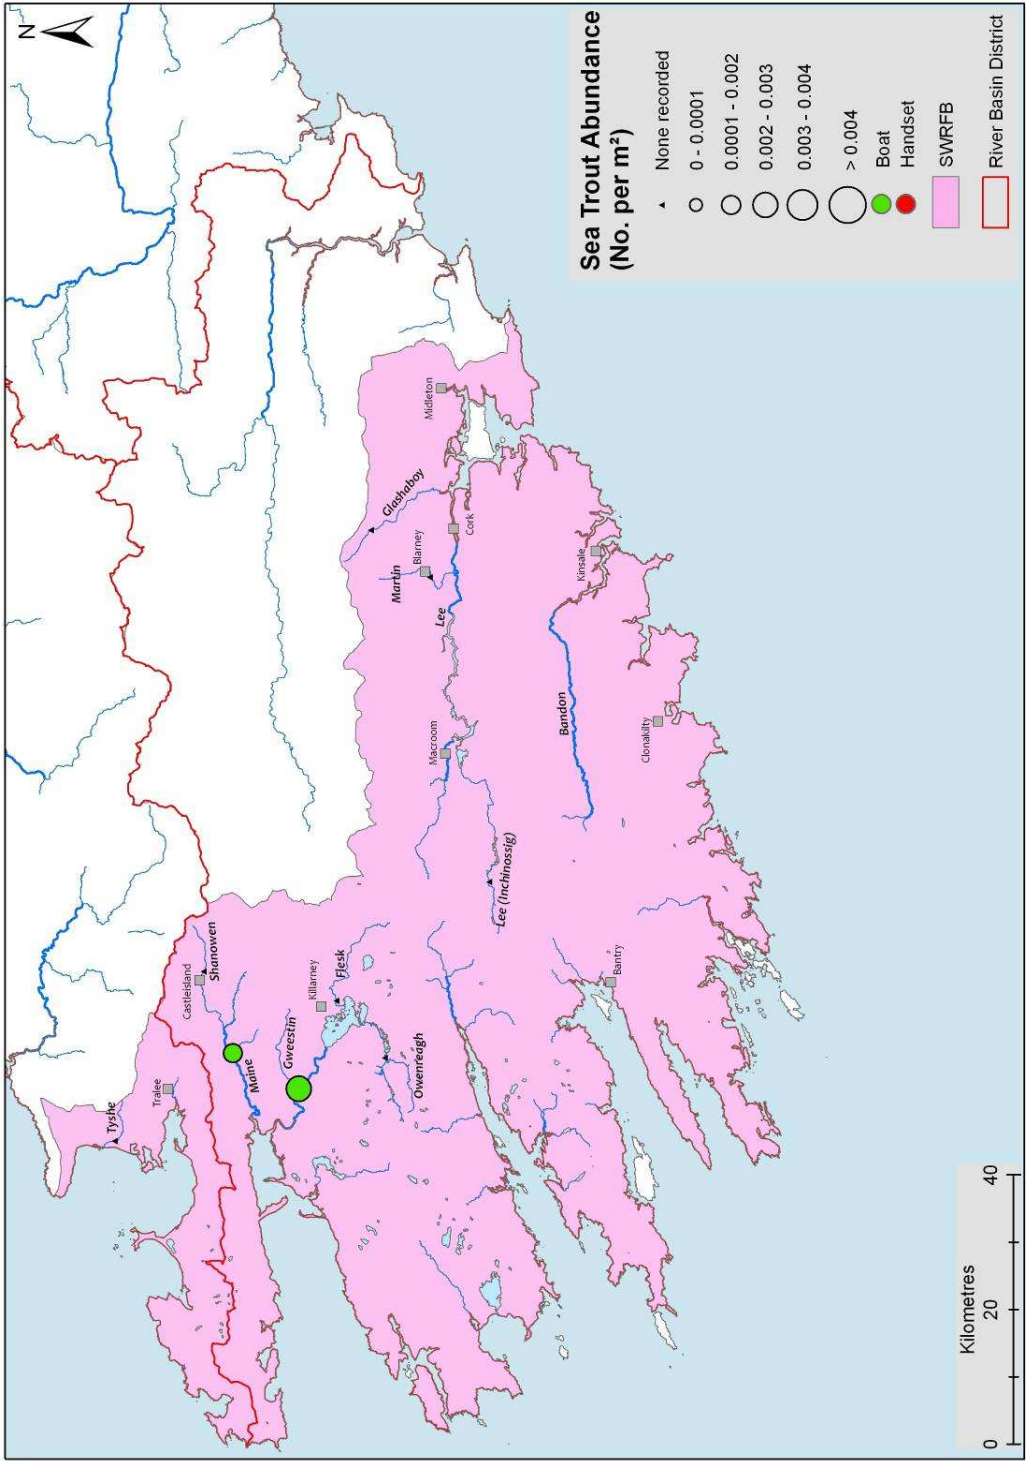 N
Sea Trout Abundance
(No. per m²)
None recorded
0 - 0.0001
0.0001 - 0.002
0.002 - 0.003
0.003 - 0.004
> 0.004
Boat
Handset
SWRFB
River Basin District
Tyshe
Tralee
Castleisland
Shanowen
Maine
Gweestin
Killarney
Flesk
Owenreagh
Glashaboy
Midleton
Martin
Blarney
Cork
Lee
Macroom
Lee (Inchinossig)
Bandon
Kinsale
Clonakilty
Bantry
Kilometres
0 20 40